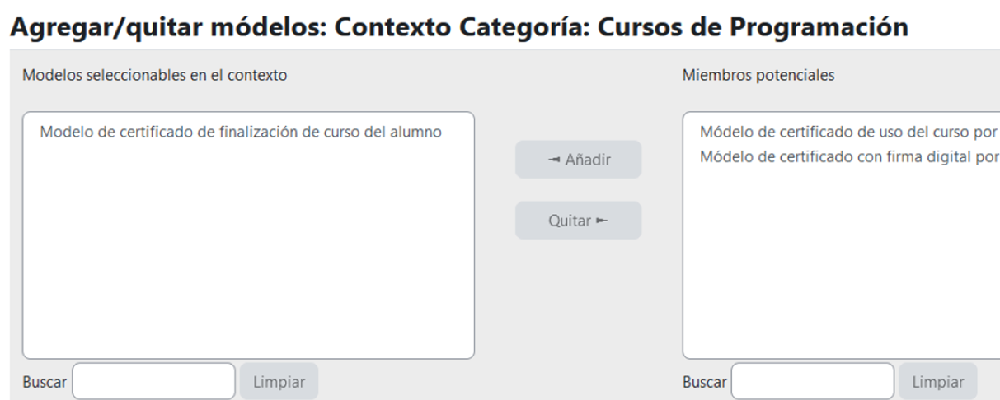 Agregar/quitar módelos: Contexto Categoría: Cursos de Programación
Modelos seleccionables en el contexto
Miembros potenciales
Modelo de certificado de finalización de curso del alumno
Módelo de certificado de uso del curso por
Módelo de certificado con firma digital por
Añadir
Quitar
Buscar
Limpiar
Buscar
Limpiar